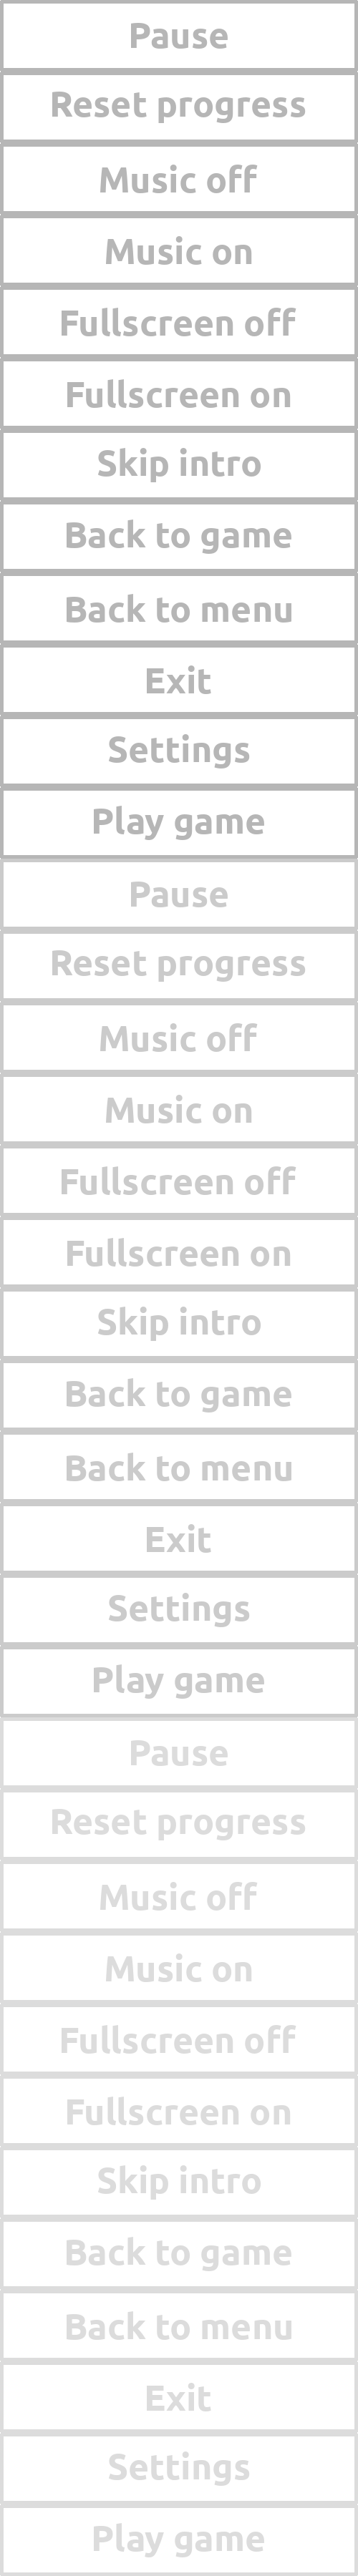 Pause
Reset progress
Music off
Music on
Fullscreen off
Fullscreen on
Skip intro
Back to game
Back to menu
Exit
Settings
Play game
Pause
Reset progress
Music off
Music on
Fullscreen off
Fullscreen on
Skip intro
Back to game
Back to menu
Exit
Settings
Play game
Pause
Reset progress
Music off
Music on
Fullscreen off
Fullscreen on
Skip intro
Back to game
Back to menu
Exit
Settings
Play game